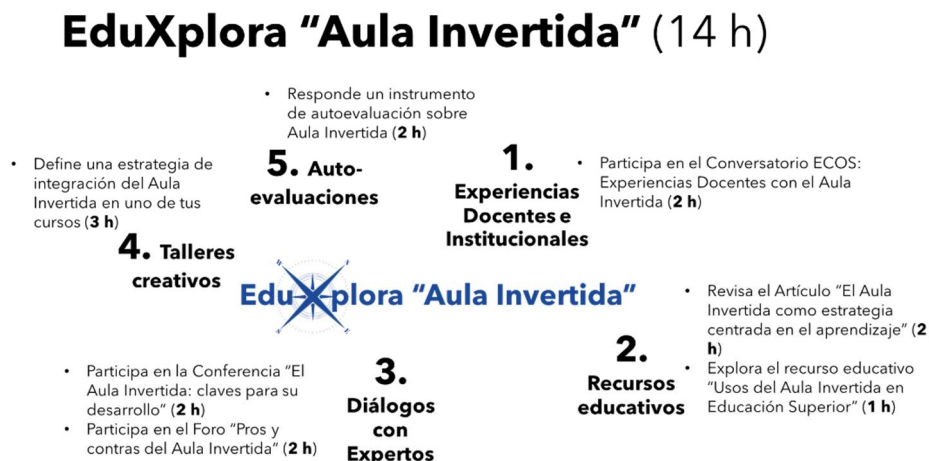 EduXplora “Aula Invertida” (14 h)
• Responde un instrumento
de autoevaluación sobre
Aula Invertida (2 h)
5. Auto-
evaluaciones
1.
Experiencias
Docentes e
Institucionales
• Participa en el Conversatorio ECOS:
Experiencias Docentes con el Aula
Invertida (2 h)
• Define una estrategia de
integración del Aula
Invertida en uno de tus
cursos (3 h)
4. Talleres
creativos
EduXplora “Aula Invertida”
2.
Recursos
educativos
• Revisa el Artículo “El Aula
Invertida como estrategia
centrada en el aprendizaje” (2
h)
• Explora el recurso educativo
“Usos del Aula Invertida en
Educación Superior” (1 h)
3.
Diálogos
con
Expertos
• Participa en la Conferencia “El
Aula Invertida: claves para su
desarrollo” (2 h)
• Participa en el Foro “Pros y
contras del Aula Invertida” (2 h)